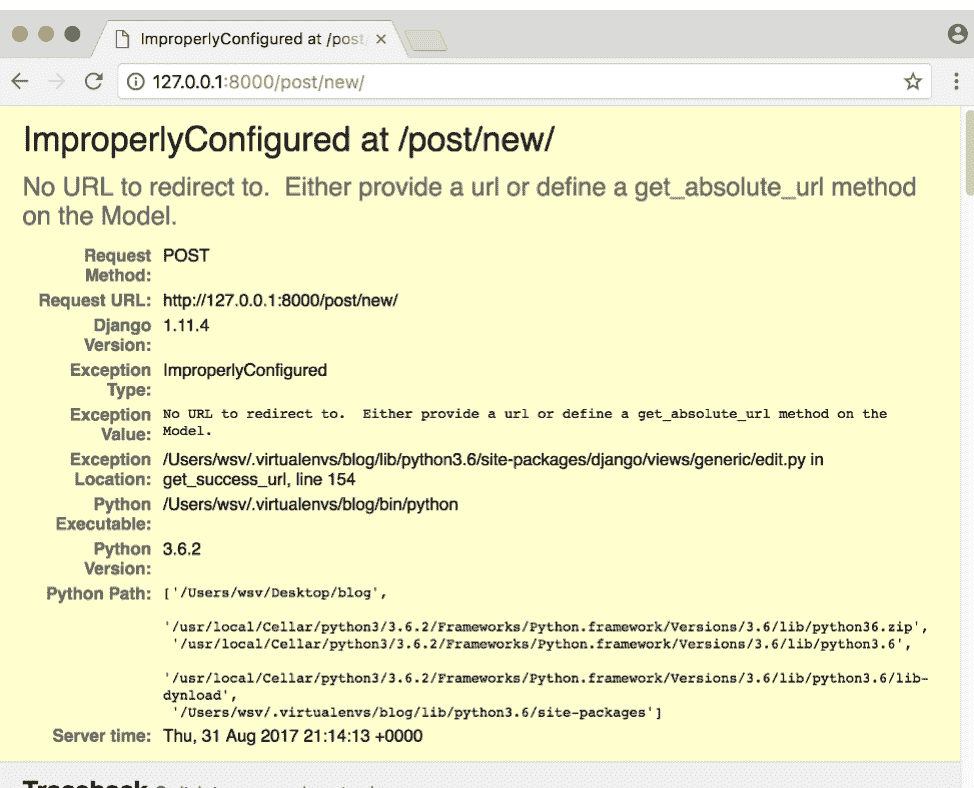 ImproperlyConfigured at /post/
127.0.0.1:8000/post/new/
ImproperlyConfigured at /post/new/
No URL to redirect to.  Either provide a url or define a get_absolute_url method
on the Model.
Request POST
Method:
Request URL: http://127.0.0.1:8000/post/new/
Django 1.11.4
Version:
Exception ImproperlyConfigured
Type:
Exception No URL to redirect to.  Either provide a url or define a get_absolute_url method on the
Value: Model.
Exception /Users/wsv/.virtualenvs/blog/lib/python3.6/site-packages/django/views/generic/edit.py in
Location: get_success_url, line 154
Python /Users/wsv/.virtualenvs/blog/bin/python
Executable:
Python 3.6.2
Version:
Python Path: ['/Users/wsv/Desktop/blog',
'/usr/local/Cellar/python3/3.6.2/Frameworks/Python.framework/Versions/3.6/lib/python36.zip',
'/usr/local/Cellar/python3/3.6.2/Frameworks/Python.framework/Versions/3.6/lib/python3.6',
'/usr/local/Cellar/python3/3.6.2/Frameworks/Python.framework/Versions/3.6/lib/python3.6/lib-
dynload',
'/Users/wsv/.virtualenvs/blog/lib/python3.6/site-packages']
Server time: Thu, 31 Aug 2017 21:14:13 +0000
Traceback